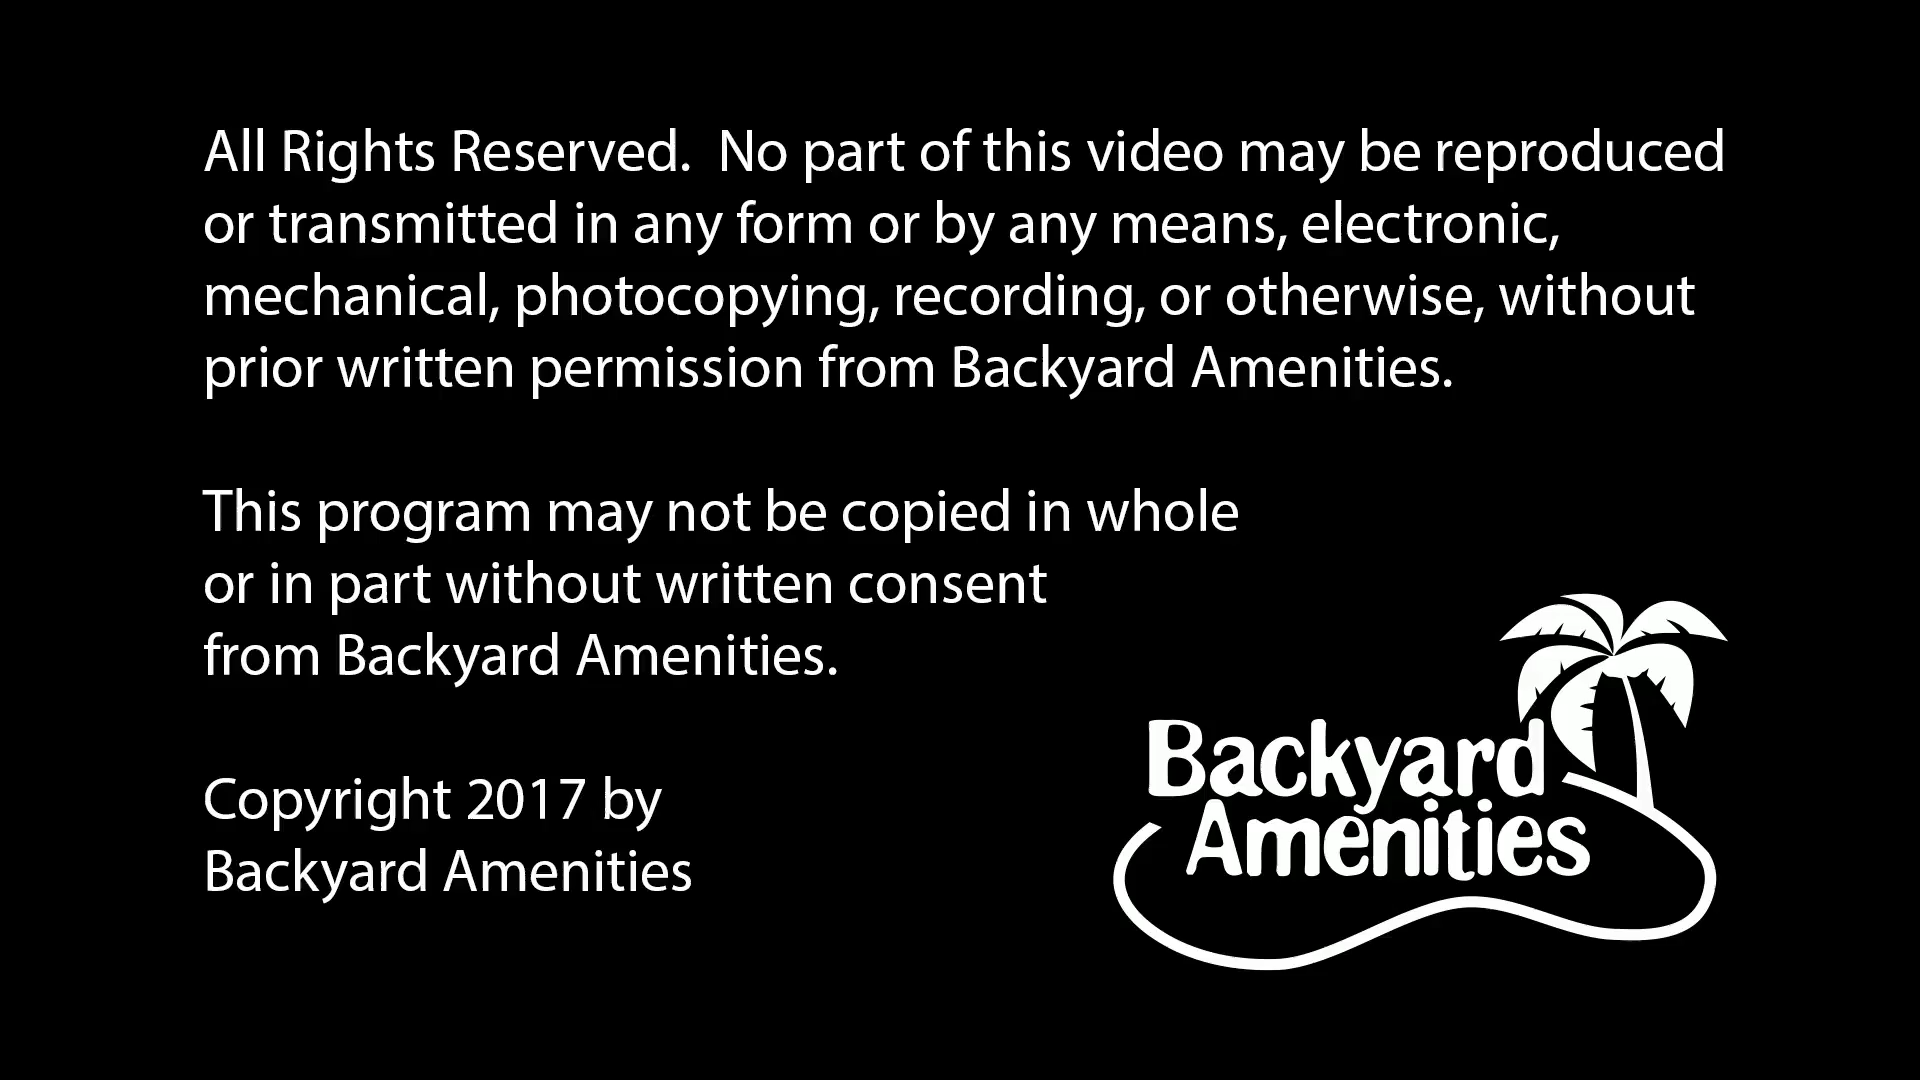 All Rights Reserved.  No part of this video may be reproduced
or transmitted in any form or by any means, electronic,
mechanical, photocopying, recording, or otherwise, without
prior written permission from Backyard Amenities.
This program may not be copied in whole
or in part without written consent
from Backyard Amenities.
Copyright 2017 by
Backyard Amenities
Backyard
Amenities